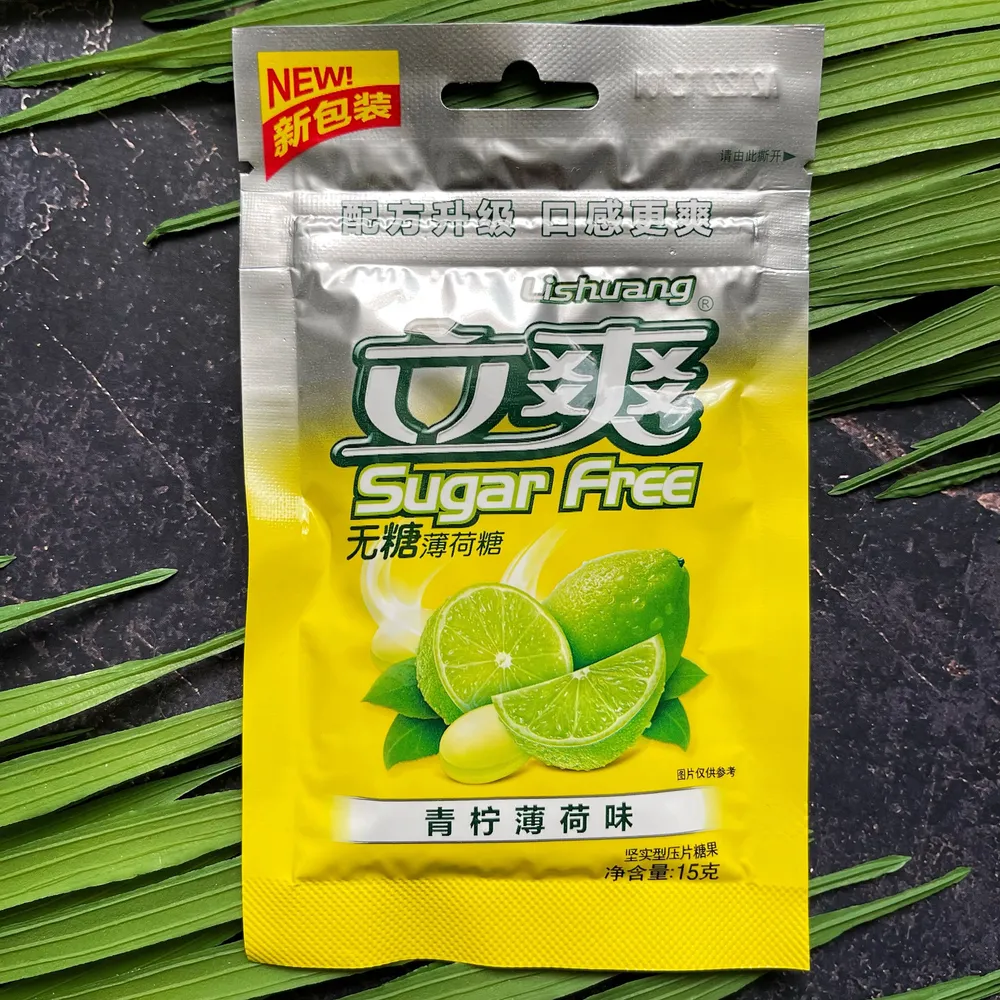 NEW!
新包装
请由此撕开▶
配方升级 口感更爽
Lishuang®
立爽
Sugar Free
无糖薄荷糖
图片仅供参考
青柠薄荷味
坚实型压片糖果
净含量:15克